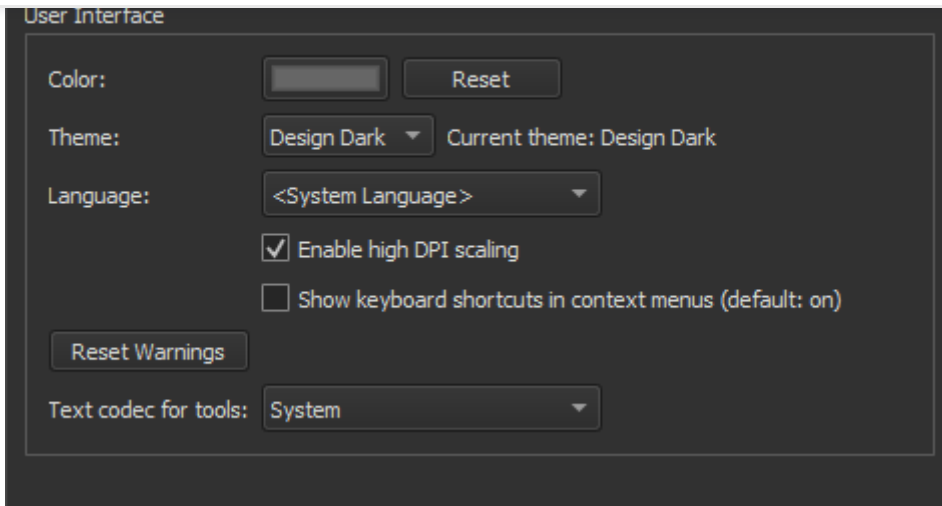 User Interface
Color: Reset
Theme: Design Dark Current theme: Design Dark
Language: <System Language>
Enable high DPI scaling
Show keyboard shortcuts in context menus (default: on)
Reset Warnings
Text codec for tools: System